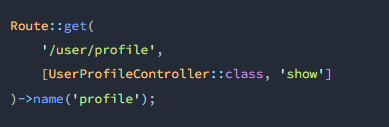 Route::get(
    '/user/profile',
    [UserProfileController::class, 'show']
)->name('profile');